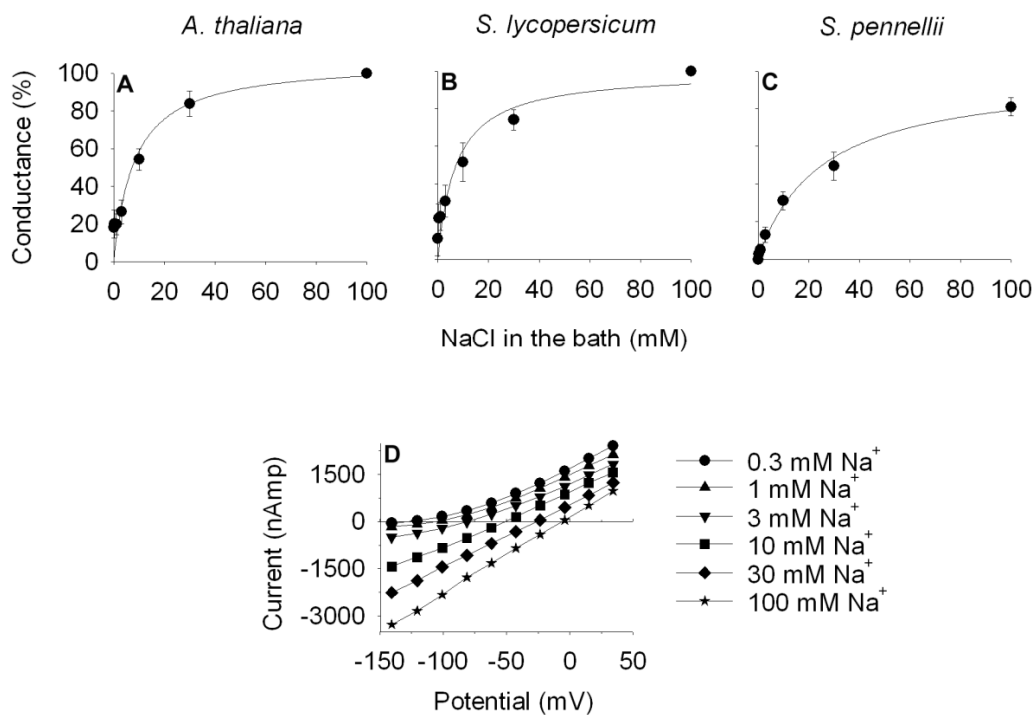 A. thaliana
S. lycopersicum
S. pennellii
Conductance (%)
100
80
60
40
20
0
A
B
C
0 20 40 60 80 100
0 20 40 60 80 100
0 20 40 60 80 100
NaCl in the bath (mM)
D
Current (nAmp)
1500
0
-1500
-3000
-150 -100 -50 0 50
Potential (mV)
0.3 mM Na+
1 mM Na+
3 mM Na+
10 mM Na+
30 mM Na+
100 mM Na+